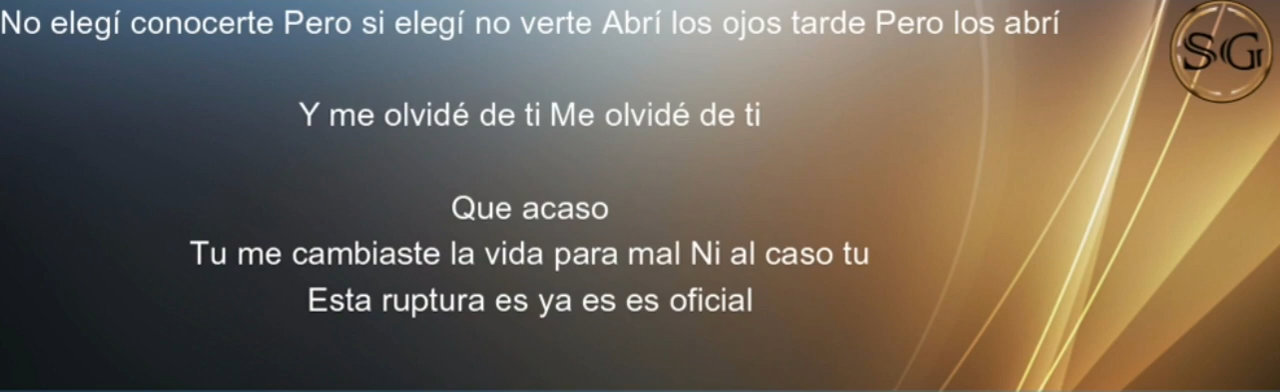 No elegí conocerte Pero si elegí no verte Abrí los ojos tarde Pero los abrí
SG
Y me olvidé de ti Me olvidé de ti
Que acaso
Tu me cambiaste la vida para mal Ni al caso tu
Esta ruptura es ya es es oficial